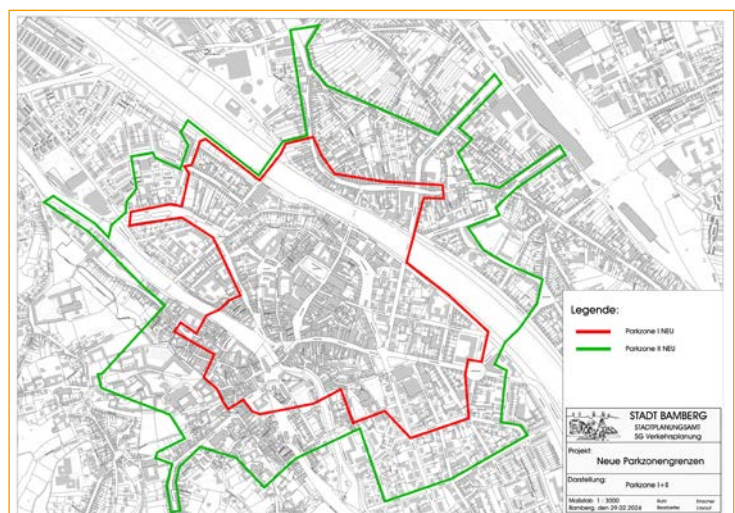 Legende:
Parkzone I NEU
Parkzone II NEU
STADT BAMBERG
STADTPLANUNGSAMT
SG Verkehrsplanung
Projekt:
Neue Parkzonengrenzen
Darstellung:
Parkzone I+II
Maßstab 1 : 3000
Bamberg, den 29.02.2024 Bearbeiter